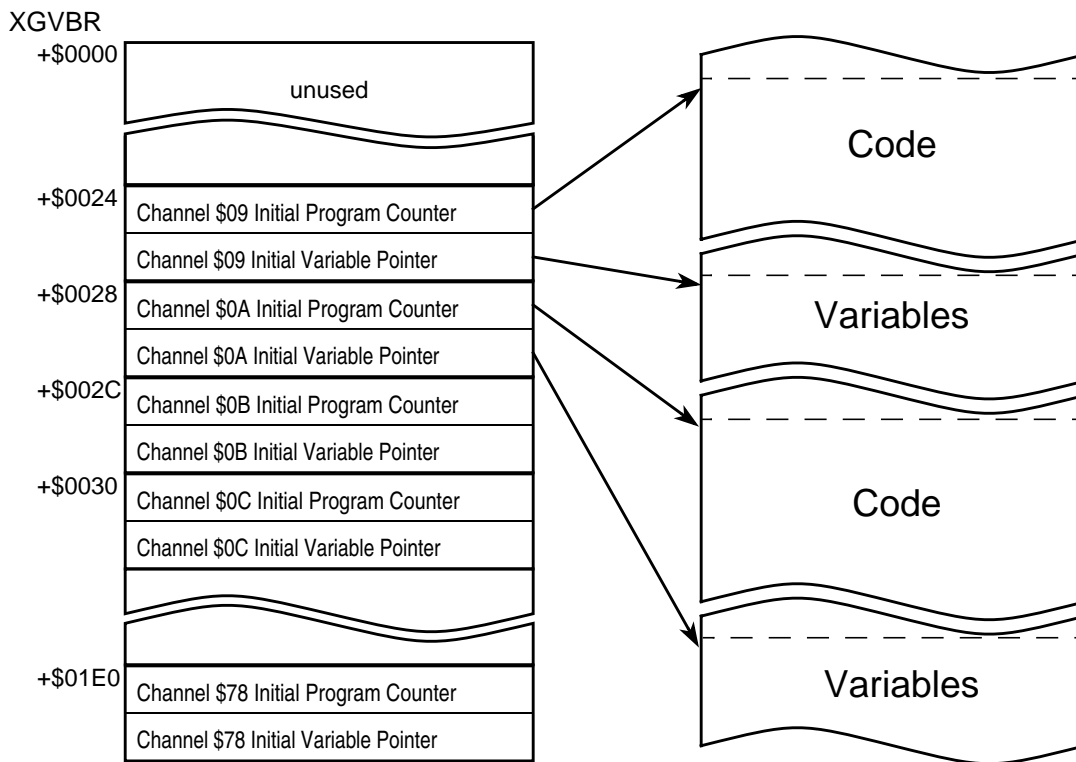 XGVBR
+$0000
unused
+$0024
Channel $09 Initial Program Counter
Channel $09 Initial Variable Pointer
+$0028
Channel $0A Initial Program Counter
Channel $0A Initial Variable Pointer
+$002C
Channel $0B Initial Program Counter
Channel $0B Initial Variable Pointer
+$0030
Channel $0C Initial Program Counter
Channel $0C Initial Variable Pointer
+$01E0
Channel $78 Initial Program Counter
Channel $78 Initial Variable Pointer
Code
Variables
Code
Variables